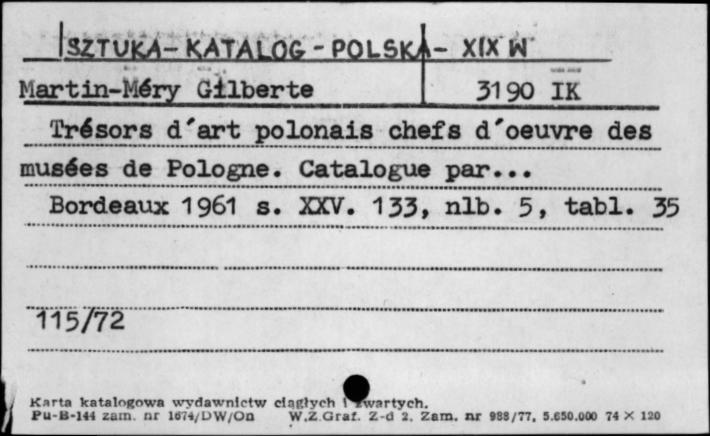 SZTUKA - KATALOG - POLSKA - XIX W
Martin-Méry Gilberte 3190 IK
Trésors d'art polonais chefs d'oeuvre des
musées de Pologne. Catalogue par...
Bordeaux 1961 s. XXV. 133, nlb. 5, tabl. 35
115/72
Karta katalogowa wydawnictw ciągłych i zwartych.
Pu-B-144 zam. nr 1674/DW/On W.Z.Graf. Z-d 2. Zam. nr 988/77. 5.650.000 74 × 120